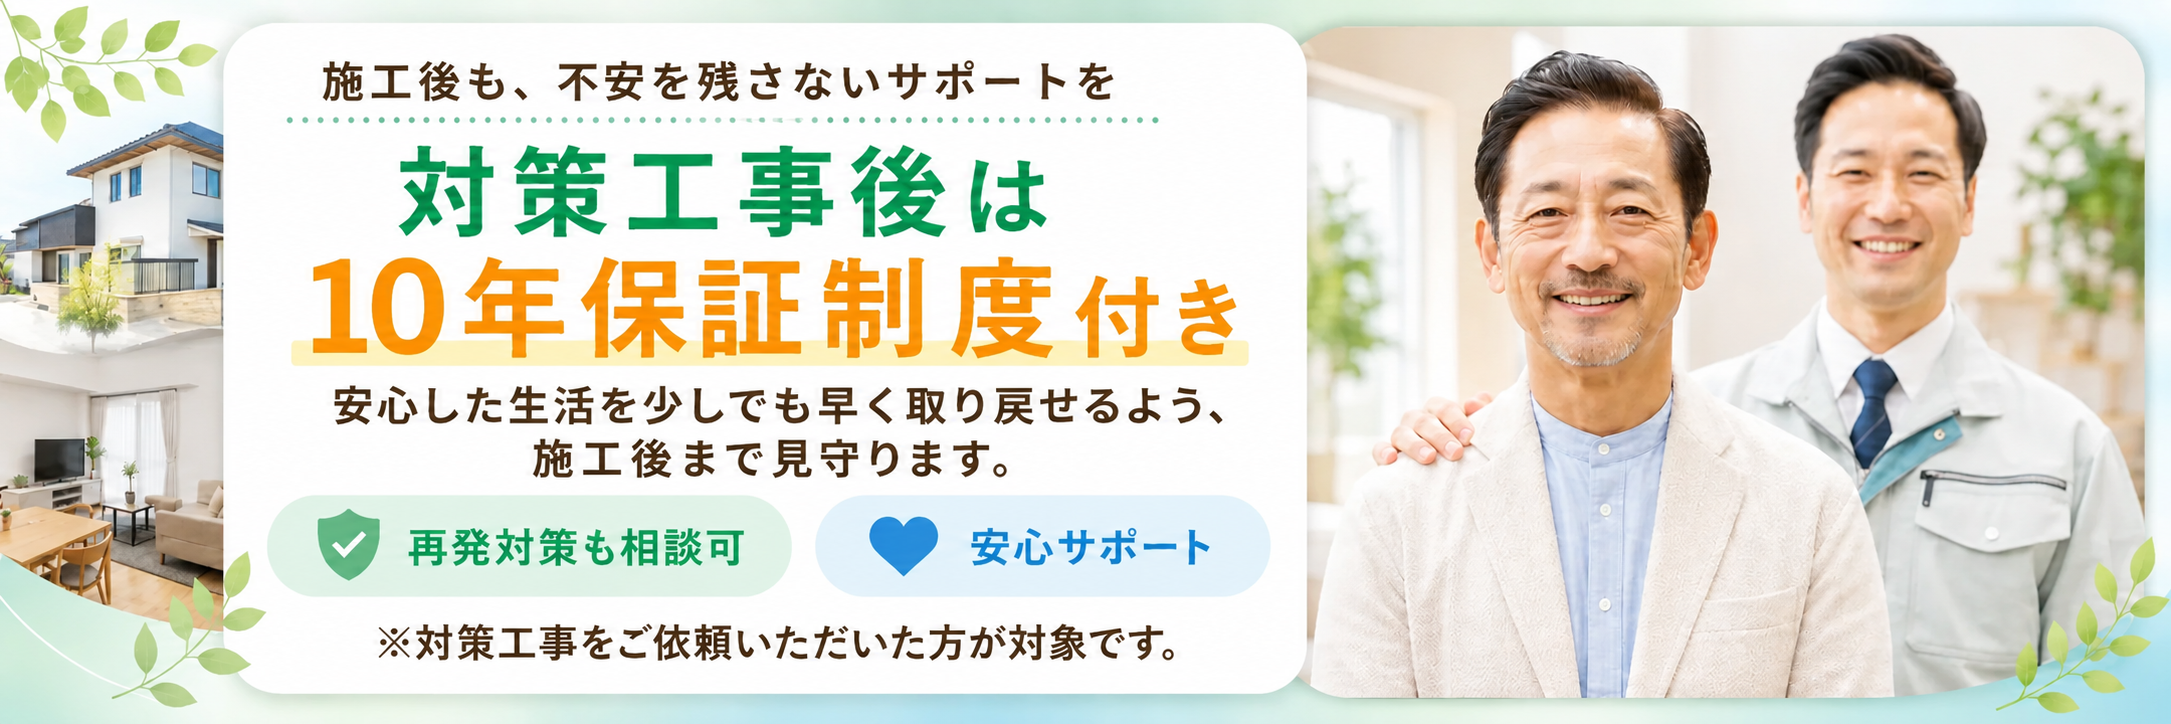 施工後も、不安を残さないサポートを
対策工事後は
10年保証制度付き
安心した生活を少しでも早く取り戻せるよう、
施工後まで見守ります。
再発対策も相談可
安心サポート
※対策工事をご依頼いただいた方が対象です。